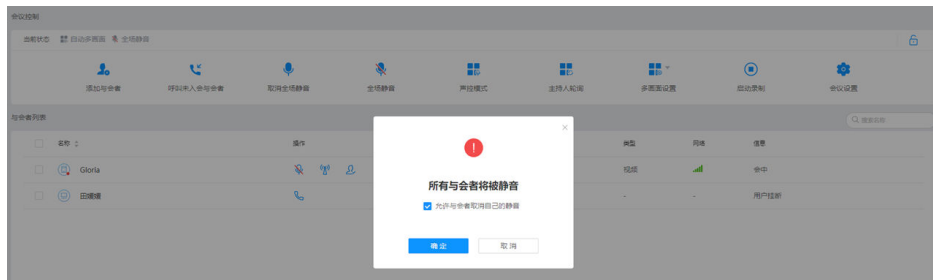 会议控制
当前状态 自动多画面 全场静音
添加与会者 呼叫未入会与会者 取消全场静音 全场静音 声控模式 主持人轮询 多画面设置 启动录制 会议设置
与会者列表 搜索名称
名称 操作 类型 网络 信息
Gloria 视频 会中
田媛媛 - - 用户挂断
所有与会者将被静音
允许与会者取消自己的静音
确定 取消